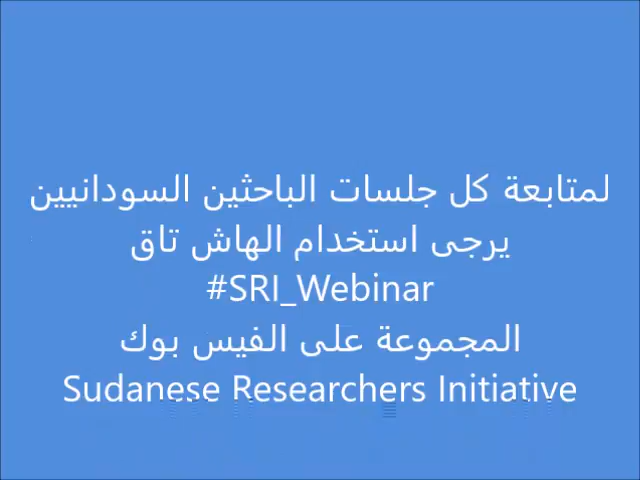 لمتابعة كل جلسات الباحثين السودانيين
يرجى استخدام الهاش تاق
#SRI_Webinar
المجموعة على الفيس بوك
Sudanese Researchers Initiative